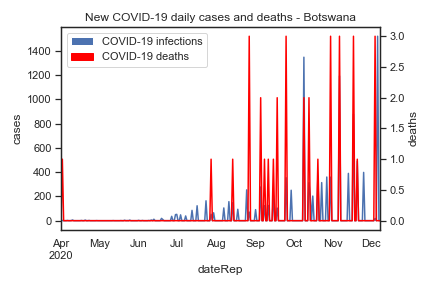 New COVID-19 daily cases and deaths - Botswana
COVID-19 infections
COVID-19 deaths
cases
1400
1200
1000
800
600
400
200
0
deaths
3.0
2.5
2.0
1.5
1.0
0.5
0.0
Apr May Jun Jul Aug Sep Oct Nov Dec
2020
dateRep